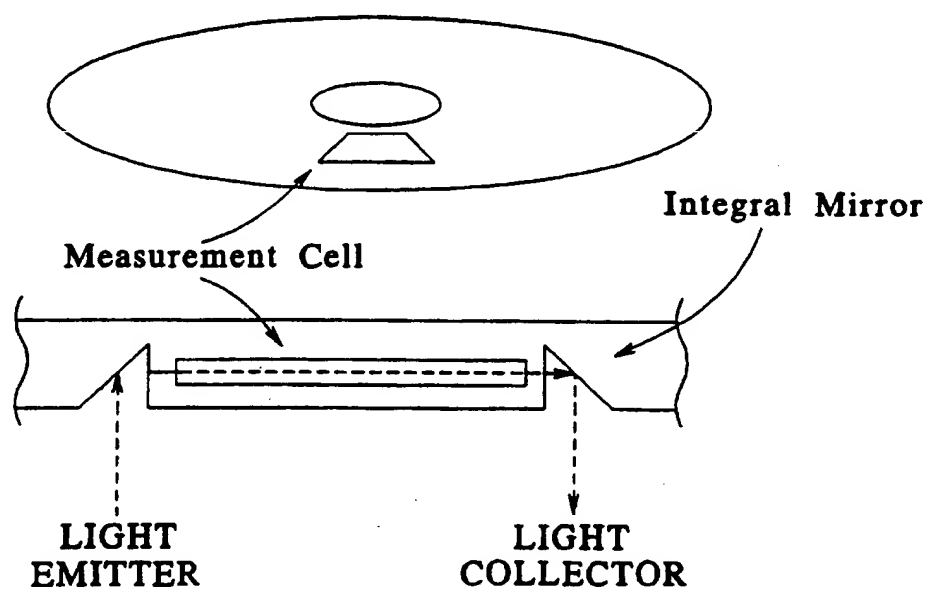 Integral Mirror
Measurement Cell
LIGHT
EMITTER
LIGHT
COLLECTOR